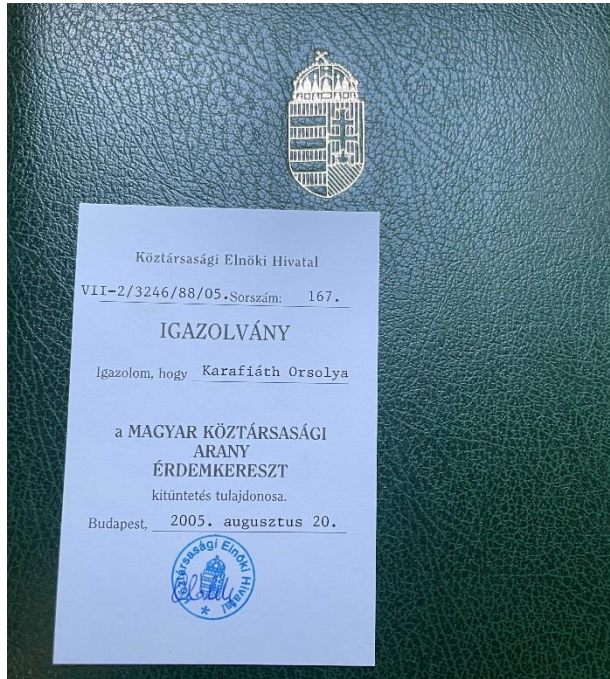 Köztársasági Elnöki Hivatal
VII-2/3246/88/05.Sorszám: 167.
IGAZOLVÁNY
Igazolom, hogy Karafiáth Orsolya
a MAGYAR KÖZTÁRSASÁGI
ARANY
ÉRDEMKERESZT
kitüntetés tulajdonosa.
Budapest, 2005. augusztus 20.
Köztársasági Elnöki Hivatal